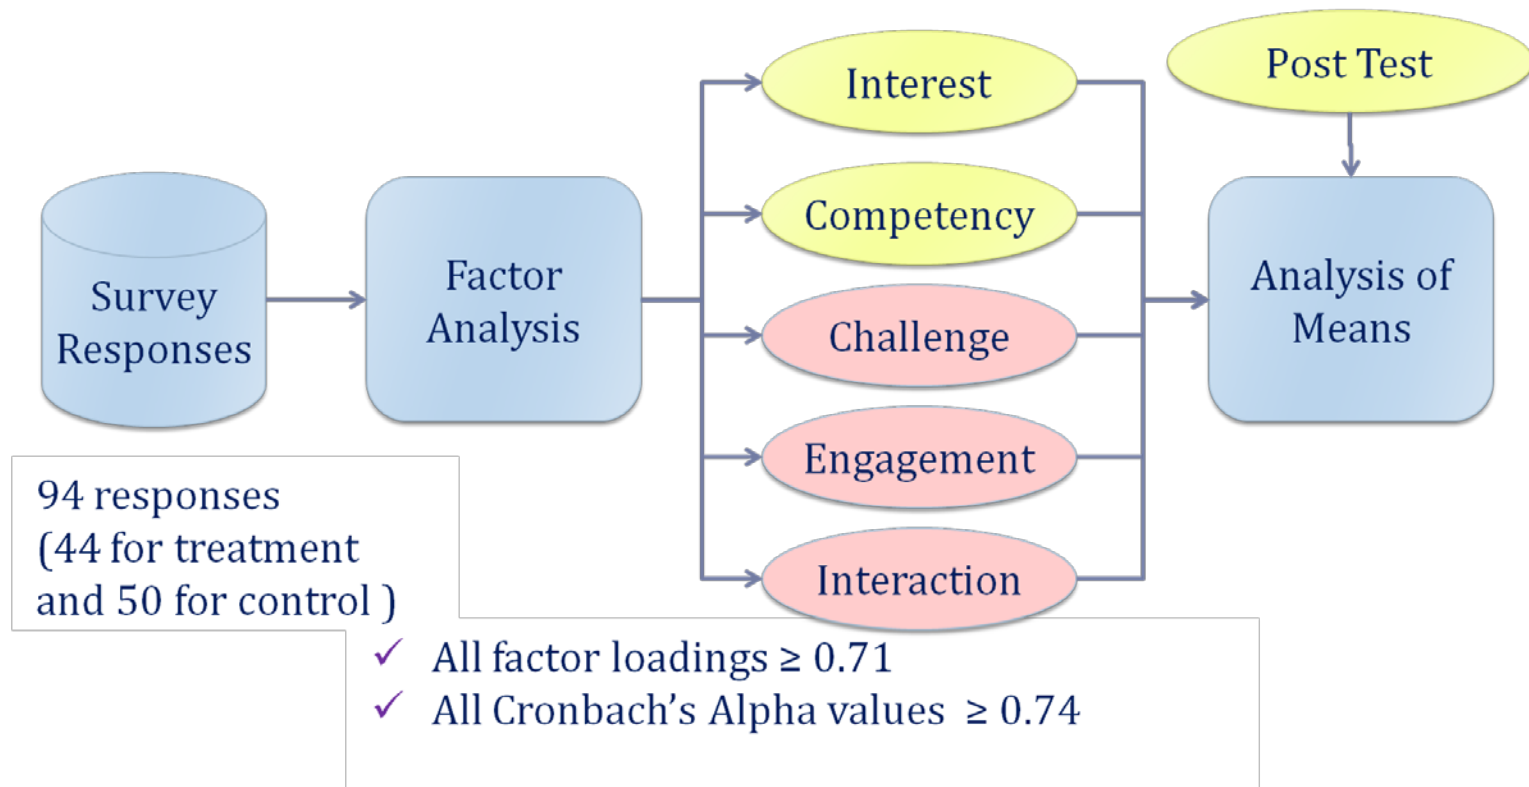 Interest
Post Test
Competency
Survey
Responses
Factor
Analysis
Challenge
Analysis of
Means
Engagement
Interaction
94 responses
(44 for treatment
and 50 for control )
✓ All factor loadings ≥ 0.71
✓ All Cronbach’s Alpha values ≥ 0.74